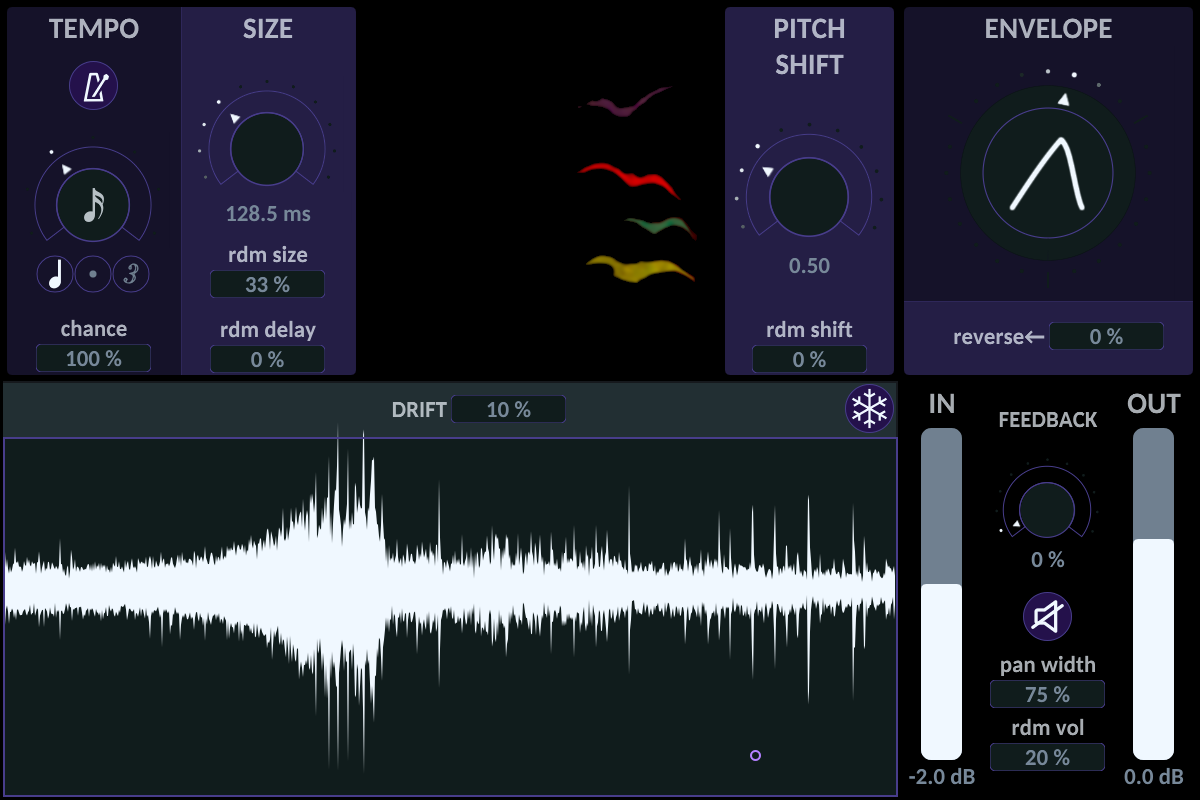 TEMPO
3
chance
100 %
SIZE
128.5 ms
rdm size
33 %
rdm delay
0 %
PITCH
SHIFT
0.50
rdm shift
0 %
ENVELOPE
reverse← 0 %
DRIFT 10 %
IN
-2.0 dB
FEEDBACK
0 %
pan width
75 %
rdm vol
20 %
OUT
0.0 dB